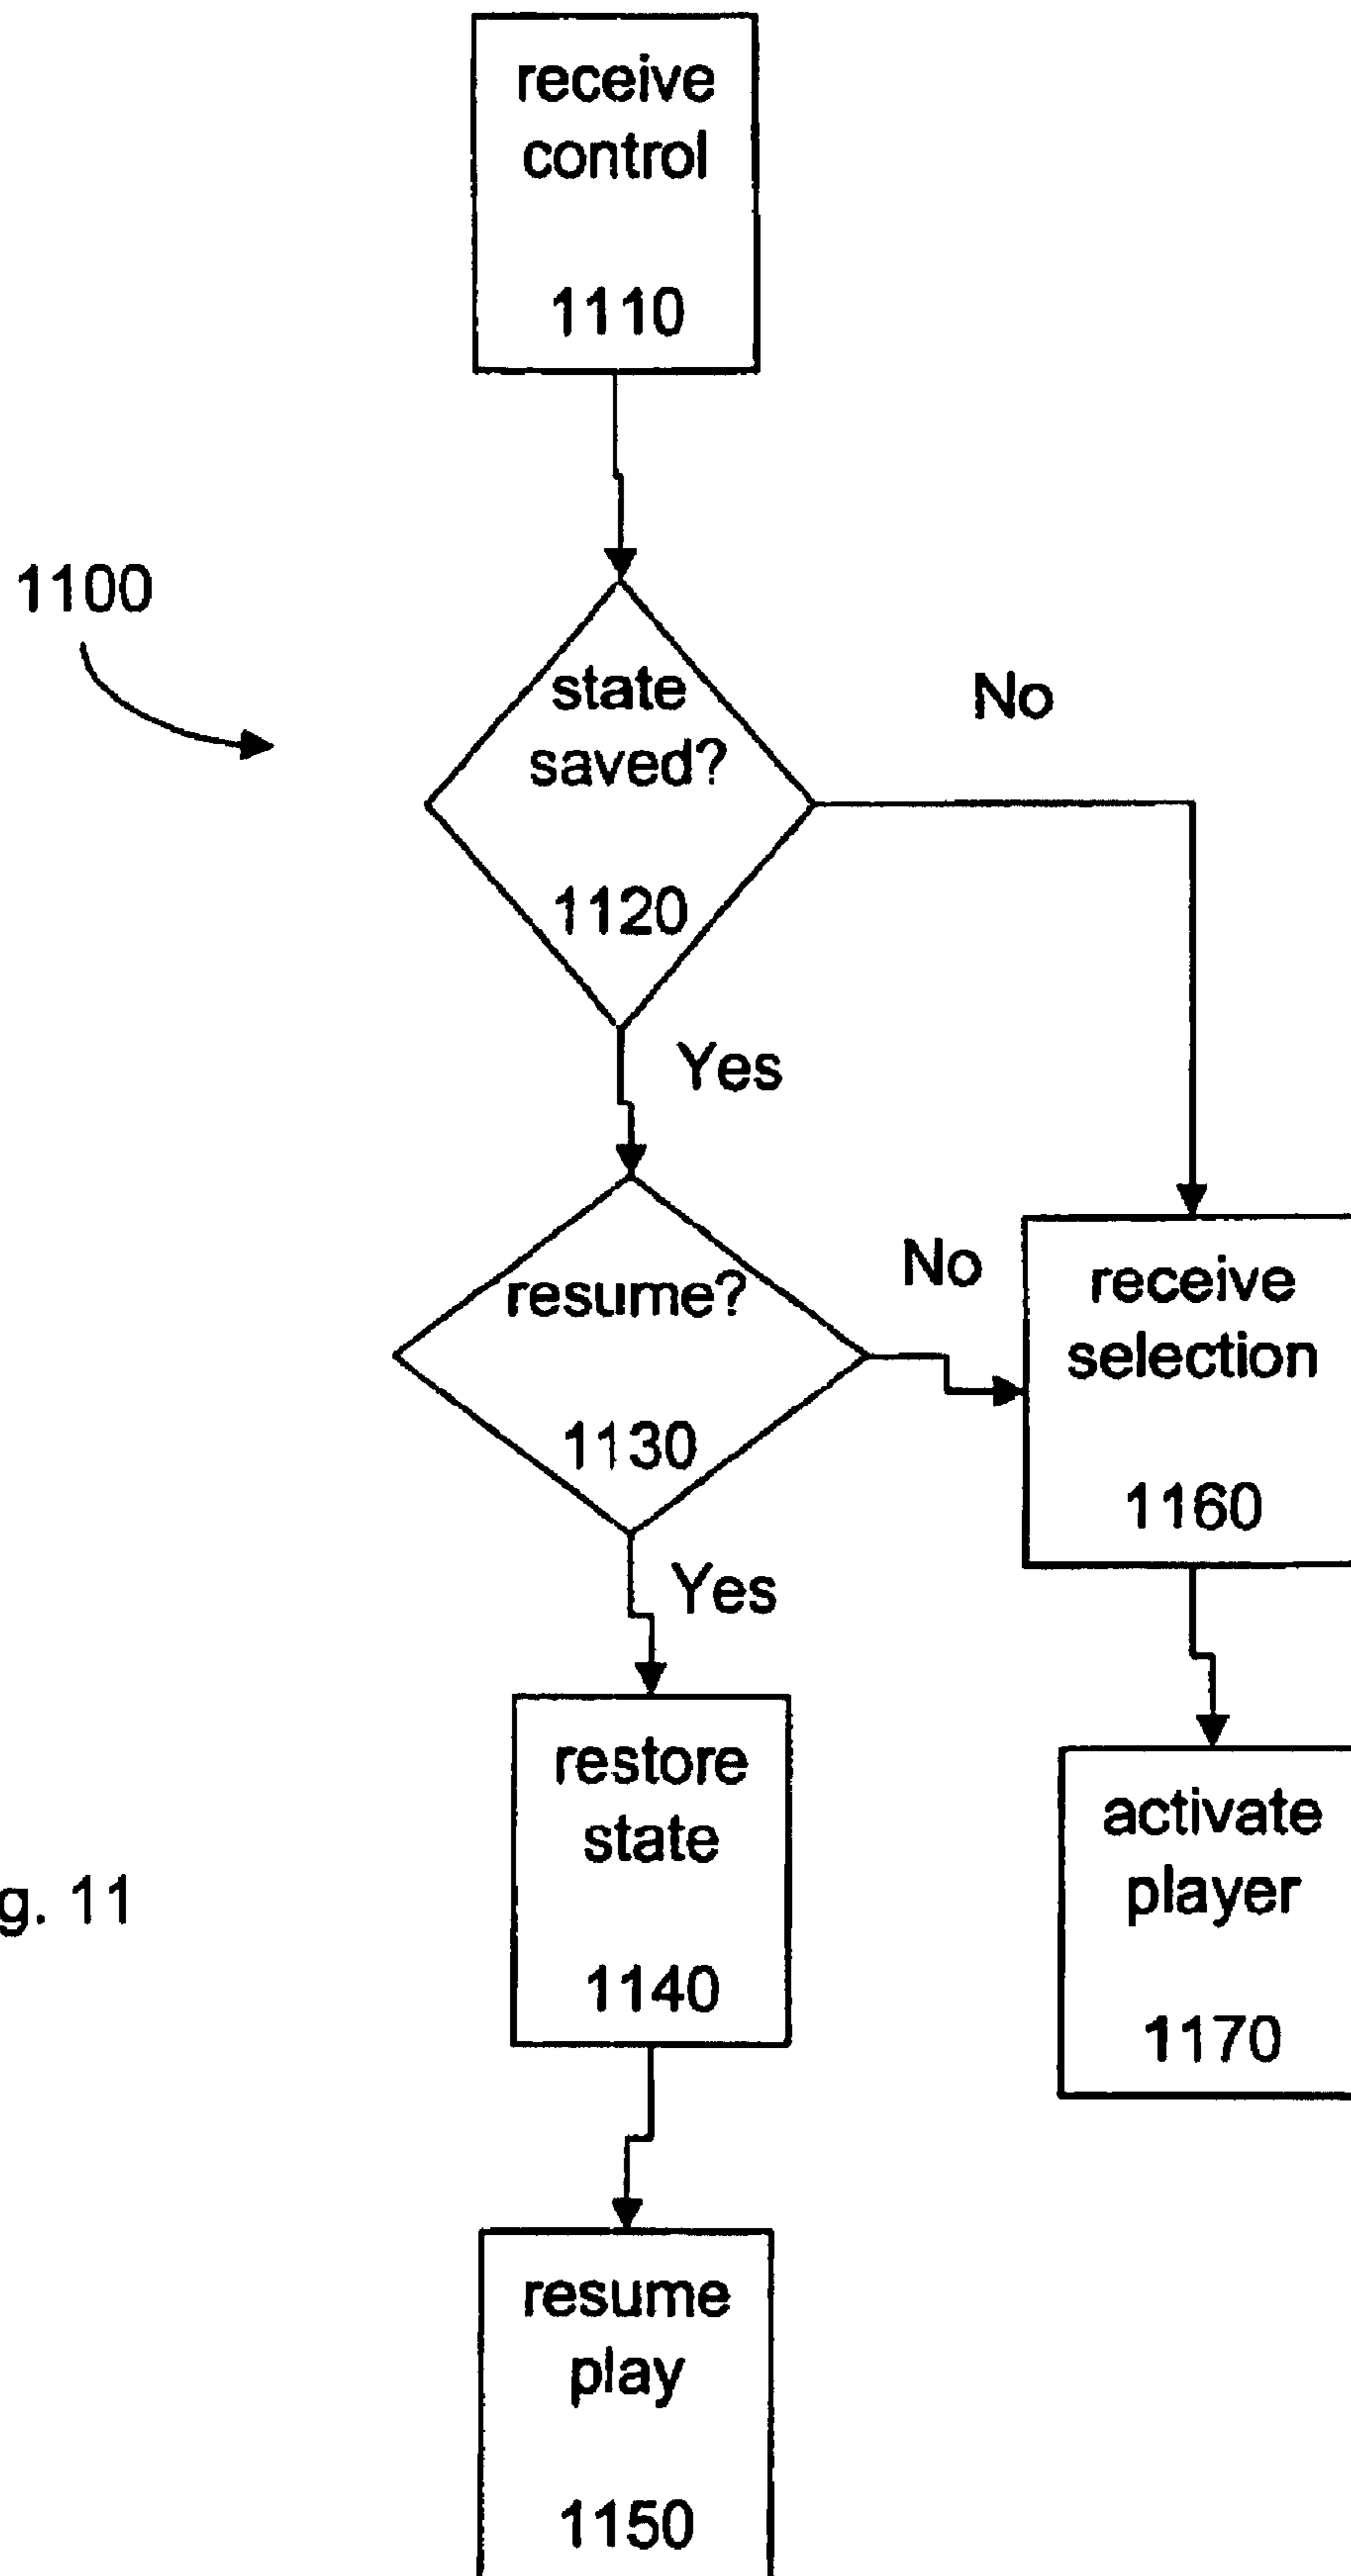 receive
control
1110
1100
state
saved?
1120
No
Yes
resume?
1130
No
receive
selection
1160
Yes
restore
state
1140
activate
player
1170
g. 11
resume
play
1150